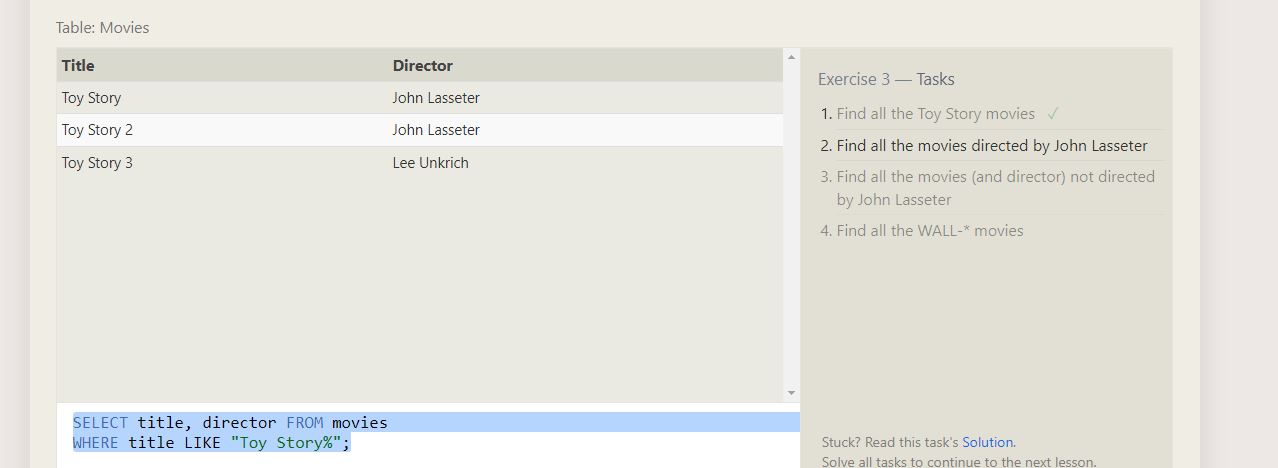 Table: Movies
Title Director
Toy Story John Lasseter
Toy Story 2 John Lasseter
Toy Story 3 Lee Unkrich
SELECT title, director FROM movies
WHERE title LIKE "Toy Story%";
Exercise 3 — Tasks
1. Find all the Toy Story movies ✓
2. Find all the movies directed by John Lasseter
3. Find all the movies (and director) not directed
by John Lasseter
4. Find all the WALL-* movies
Stuck? Read this task's Solution.
Solve all tasks to continue to the next lesson.